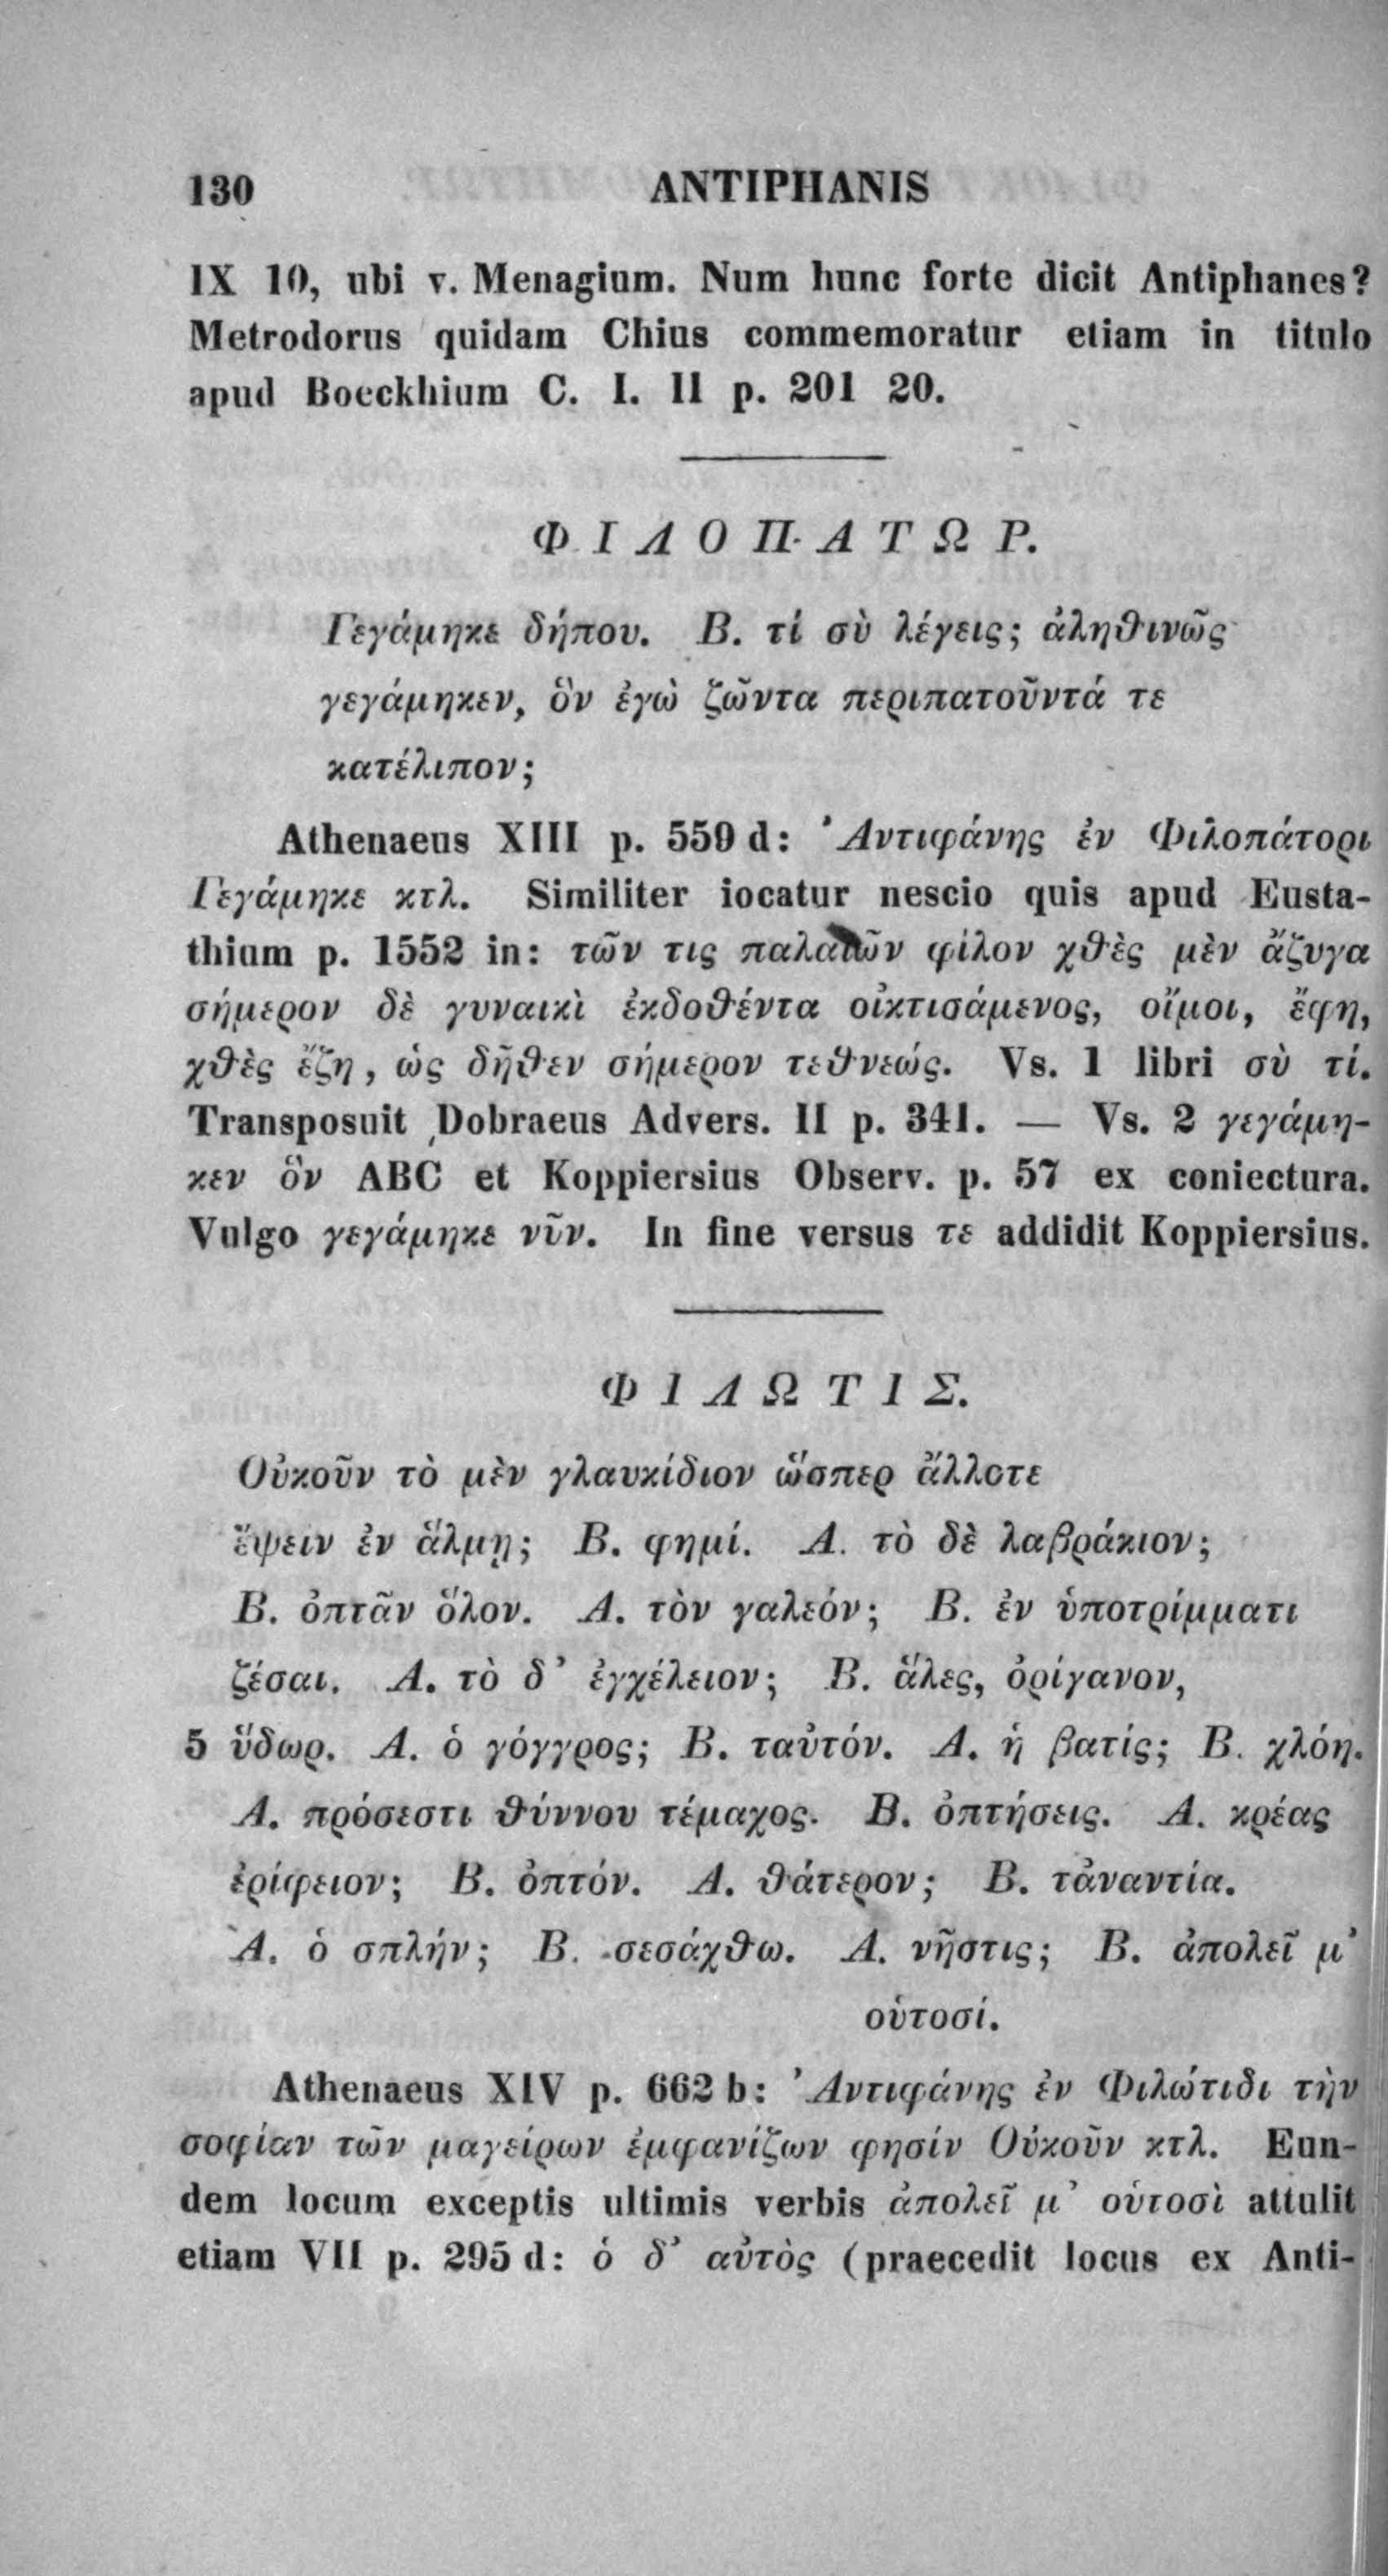 130 ANTIPHANIS
IX 10, ubi v. Menagium. Num hunc forte dicit Antiphanes?
Metrodorus quidam Chius commemoratur etiam in titulo
apud Boeckhium C. I. II p. 201 20.
ΦΙΛΟΠΑΤΩΡ.
Γεγάμηκε δήπου. Β. τί σὺ λέγεις; ἀληθινῶς
γεγάμηκεν, ὃν ἐγὼ ζῶντα περιπατοῦντά τε
κατέλιπον;
Athenaeus XIII p. 559 d: Ἀντιφάνης ἐν Φιλοπάτορι
Γεγάμηκε κτλ. Similiter iocatur nescio quis apud Eusta-
thium p. 1552 in: τῶν τις παλαιῶν φίλον χθὲς μὲν ἄζυγα
σήμερον δὲ γυναικὶ ἐκδοθέντα οἰκτισάμενος, οἴμοι, ἔφη,
χθὲς ἔζη, ὡς δῆθεν σήμερον τεθνεώς. Vs. 1 libri σὺ τί.
Transposuit Dobraeus Advers. II p. 341. — Vs. 2 γεγάμη-
κεν ὃν ABC et Koppiersius Observ. p. 57 ex coniectura.
Vulgo γεγάμηκε νῦν. In fine versus τε addidit Koppiersius.
ΦΙΛΩΤΙΣ.
Οὐκοῦν τὸ μὲν γλαυκίδιον ὥσπερ ἄλλοτε
ἕψειν ἐν ἅλμῃ; Β. φημί. Α. τὸ δὲ λαβράκιον;
Β. ὀπτᾶν ὅλον. Α. τὸν γαλεόν; Β. ἐν ὑποτρίμματι
ζέσαι. Α. τὸ δ' ἐγχέλειον; Β. ἅλες, ὀρίγανον,
5 ὕδωρ. Α. ὁ γόγγρος; Β. ταὐτόν. Α. ἡ βατίς; Β. χλόη.
Α. πρόσεστι θύννου τέμαχος. Β. ὀπτήσεις. Α. κρέας
ἐρίφειον; Β. ὀπτόν. Α. θάτερον; Β. τἀναντία.
Α. ὁ σπλήν; Β. σεσάχθω. Α. νῆστις; Β. ἀπολεῖ μ'
οὑτοσί.
Athenaeus XIV p. 662 b: Ἀντιφάνης ἐν Φιλώτιδι τὴν
σοφίαν τῶν μαγείρων ἐμφανίζων φησίν Οὐκοῦν κτλ. Eun-
dem locum exceptis ultimis verbis ἀπολεῖ μ' οὑτοσὶ attulit
etiam VII p. 295 d: ὁ δ' αὐτὸς (praecedit locus ex Anti-